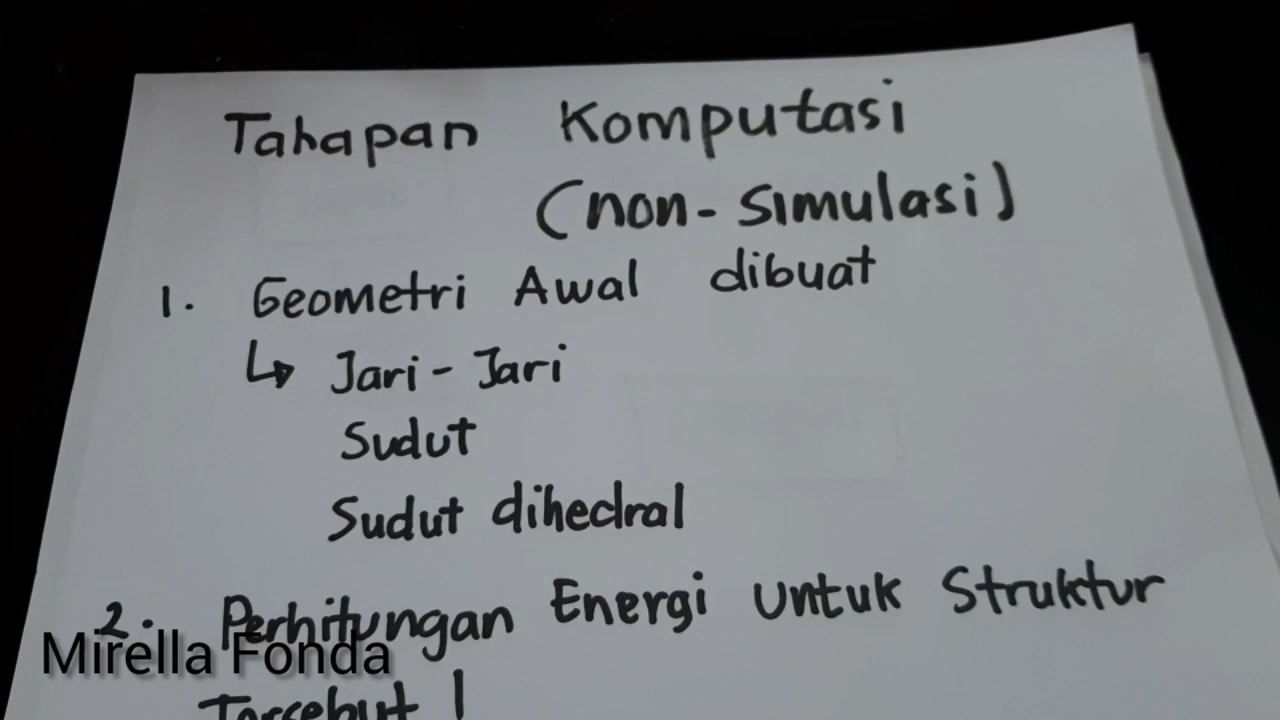 Tahapan Komputasi
(non-simulasi)
1. Geometri Awal dibuat
↳ Jari-Jari
Sudut
Sudut dihedral
2. Perhitungan Energi untuk Struktur
Mirella Fonda
Tersebut